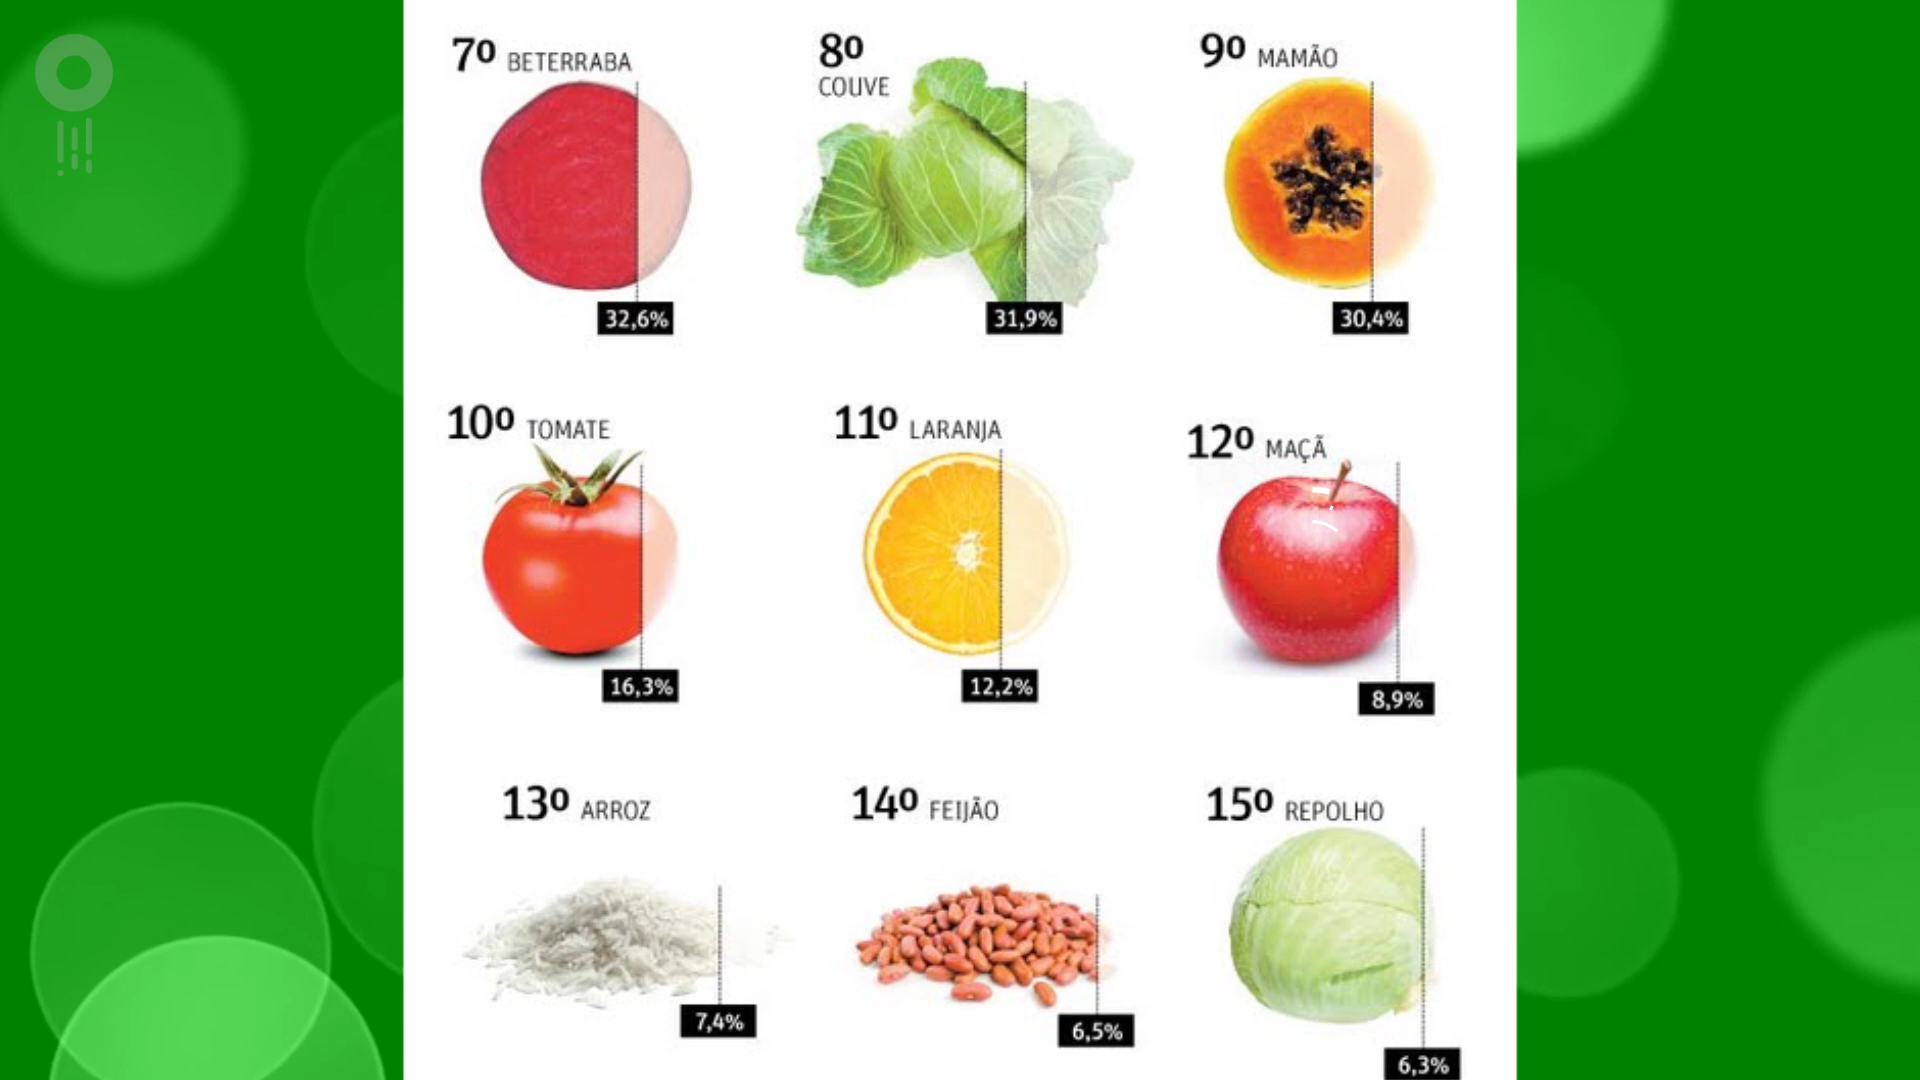 7º BETERRABA
32,6%
8º
COUVE
31,9%
9º MAMÃO
30,4%
10º TOMATE
16,3%
11º LARANJA
12,2%
12º MAÇÃ
8,9%
13º ARROZ
7,4%
14º FEIJÃO
6,5%
15º REPOLHO
6,3%